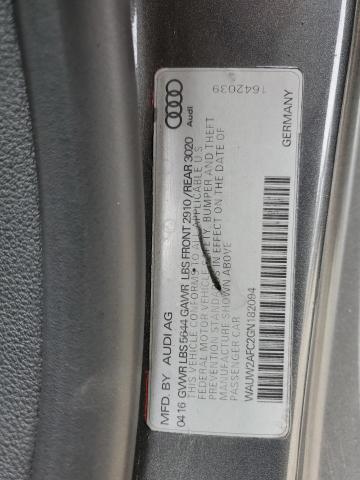 1642039
Audi
MFD. BY AUDI AG
04 16 GVWR LBS 5644 GAWR LBS FRONT 2910/REAR 3020
THIS VEHICLE CONFORMS TO ALL APPLICABLE U.S.
FEDERAL MOTOR VEHICLE SAFETY, BUMPER AND THEFT
PREVENTION STANDARDS IN EFFECT ON THE DATE OF
MANUFACTURE SHOWN ABOVE
PASSENGER CAR
WAUW2AFC2GN182094 GERMANY